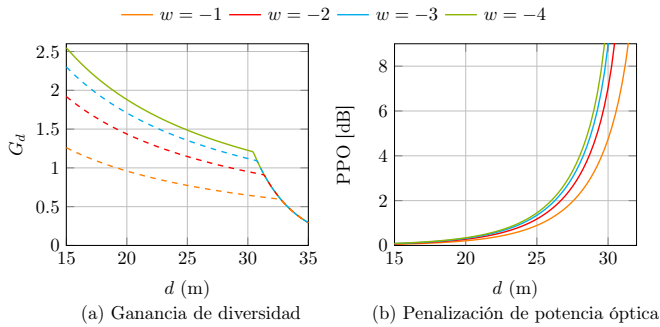 w = −1 w = −2 w = −3 w = −4
2.5
2
1.5
1
0.5
0
G_d
15 20 25 30 35
d (m)
(a) Ganancia de diversidad
8
6
4
2
0
PPO [dB]
15 20 25 30
d (m)
(b) Penalización de potencia óptica